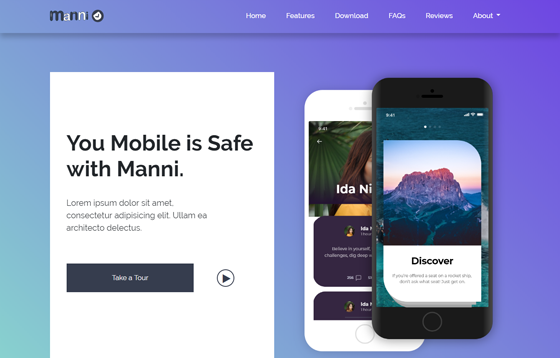 manni
Home Features Download FAQs Reviews About
You Mobile is Safe
with Manni.
Lorem ipsum dolor sit amet,
consectetur adipisicing elit. Ullam ea
architecto delectus.
Take a Tour
9:41
Ida Ni
Ida N
1 hour
Believe in yourself,
challenges, dig deep w
Ida N
9:41
Discover
If you're offered a seat on a rocket ship,
don't ask what seat! Just get on.